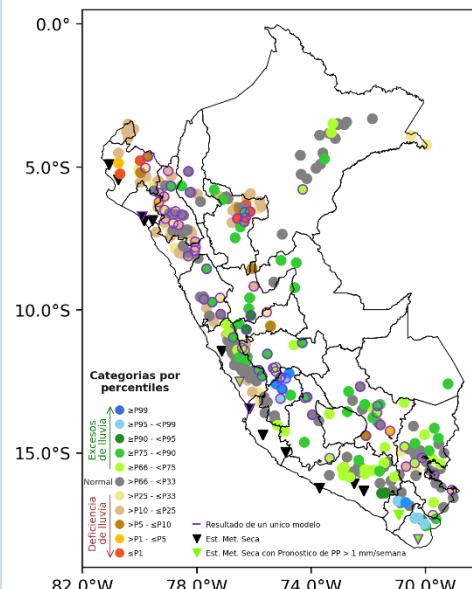 0.0°
5.0°S
10.0°S
15.0°S
Categorias por
percentiles
Excesos
de lluvia
Normal
Deficiencia
de lluvia
≥P99
≥P95 - <P99
≥P90 - <P95
≥P75 - <P90
≥P66 - <P75
>P66 - <P33
>P25 - ≤P33
>P10 - ≤P25
>P5 - ≤P10
>P1 - ≤P5
≤P1
Resultado de un unico modelo
Est. Met. Seca
Est. Met. Seca con Pronostico de PP > 1 mm/semana
82.0°W
78.0°W
74.0°W
70.0°W